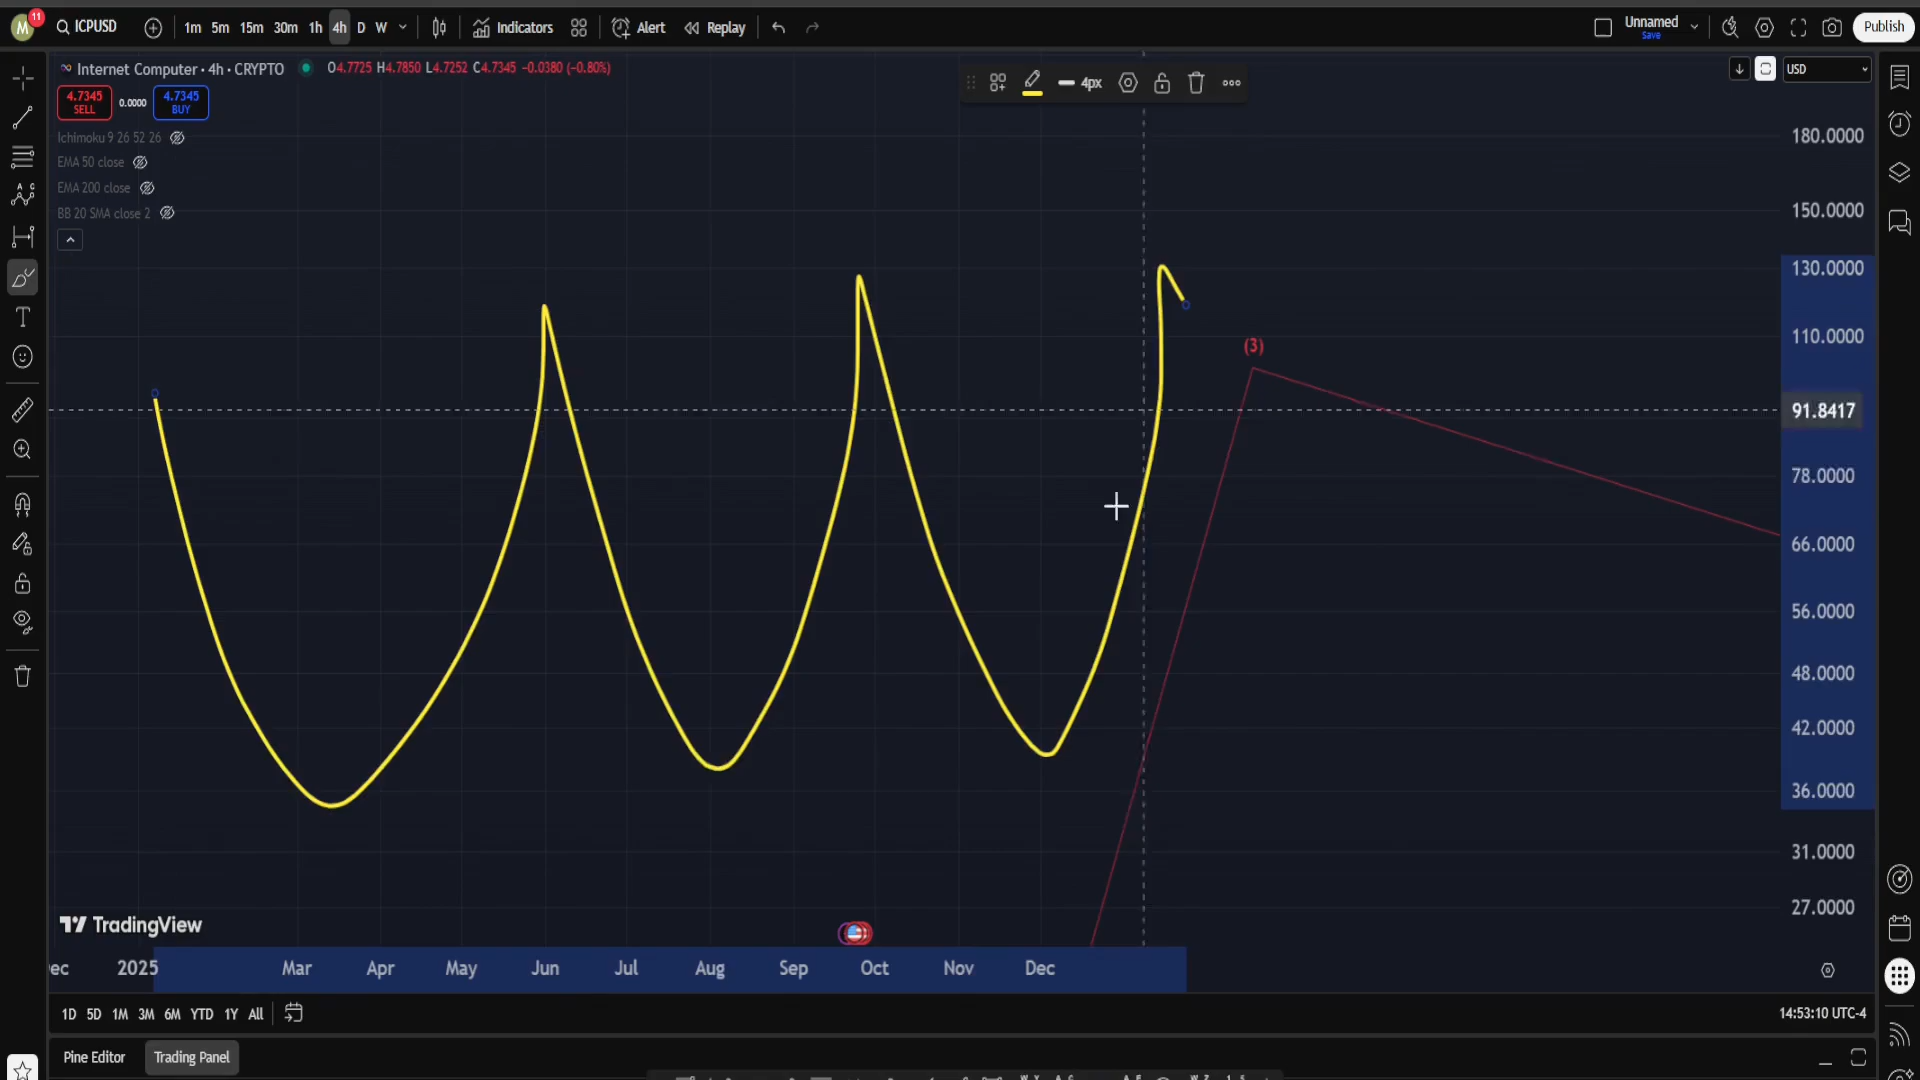 M 11 ICPUSD 1m 5m 15m 30m 1h 4h D W Indicators Alert Replay Unnamed Save Publish
Internet Computer · 4h · CRYPTO O4.7725 H4.7850 L4.7252 C4.7345 -0.0380 (-0.80%)
4px
USD
4.7345 SELL 0.0000 4.7345 BUY
Ichimoku 9 26 52 26
EMA 50 close
EMA 200 close
BB 20 SMA close 2
180.0000
150.0000
130.0000
110.0000
(3)
91.8417
78.0000
66.0000
56.0000
48.0000
42.0000
36.0000
31.0000
27.0000
TradingView
ec 2025 Mar Apr May Jun Jul Aug Sep Oct Nov Dec
1D 5D 1M 3M 6M YTD 1Y All 14:53:10 UTC-4
Pine Editor Trading Panel